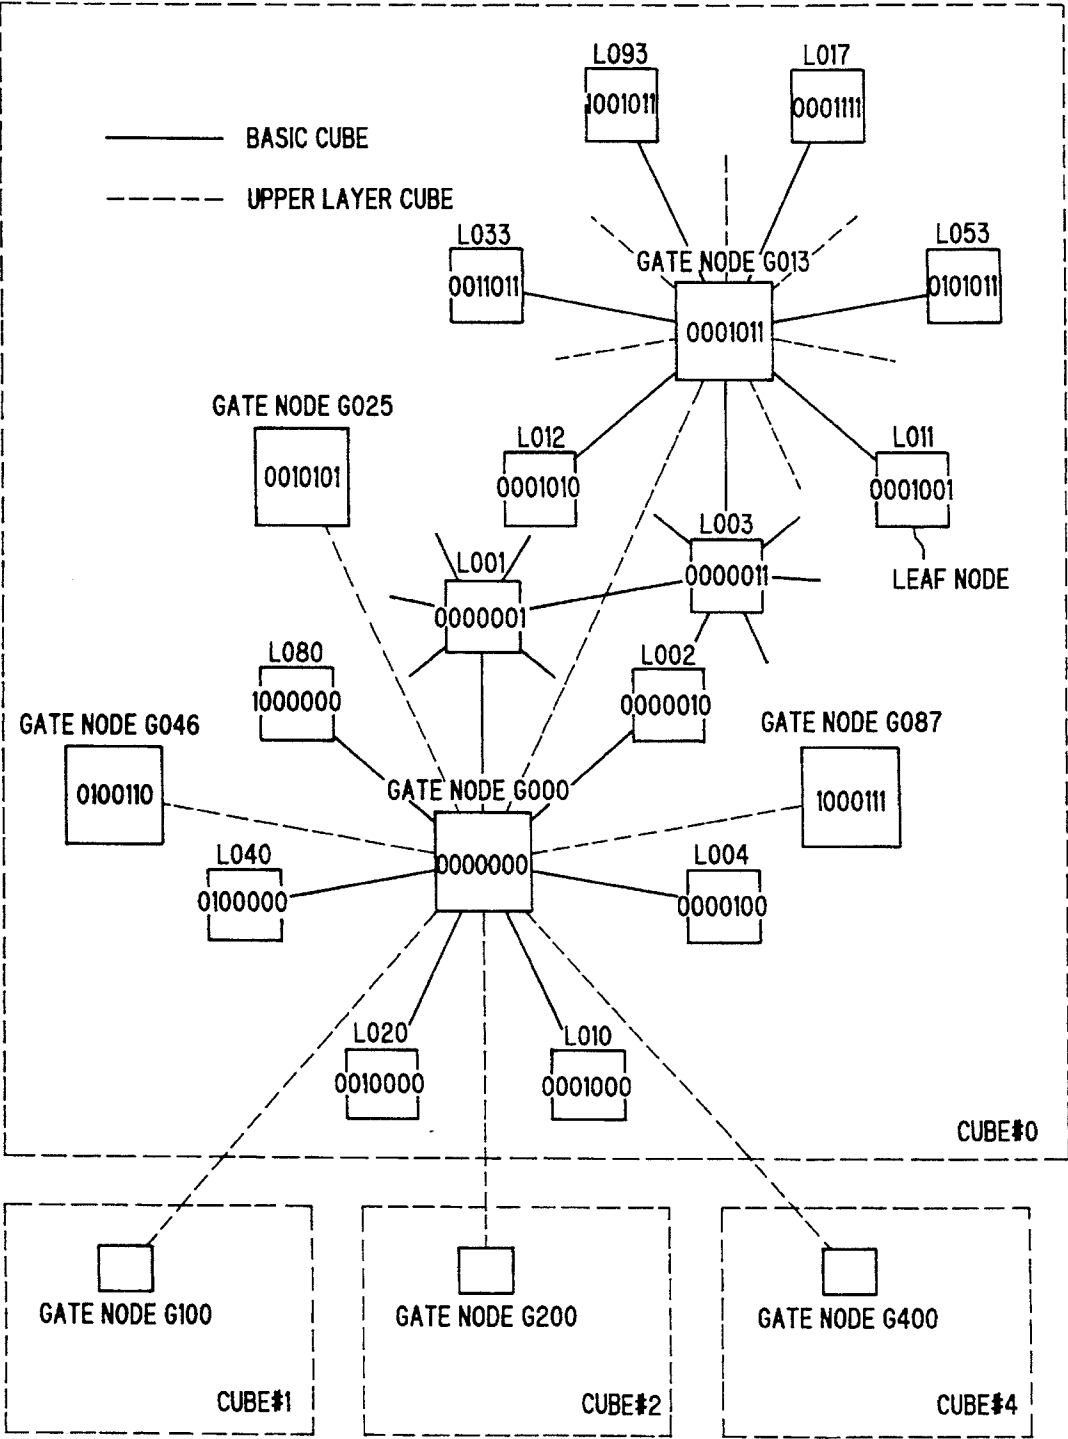 L093
L017
1001011
0001111
BASIC CUBE
UPPER LAYER CUBE
L033
L053
GATE NODE G013
0011011
0101011
0001011
GATE NODE G025
L012
L011
0010101
0001010
0001001
L003
L001
0000011
LEAF NODE
0000001
L080
L002
1000000
0000010
GATE NODE G046
GATE NODE G087
0100110
GATE NODE G000
1000111
L040
L004
0000000
0100000
0000100
L020
L010
0010000
0001000
CUBE#0
GATE NODE G100
GATE NODE G200
GATE NODE G400
CUBE#1
CUBE#2
CUBE#4